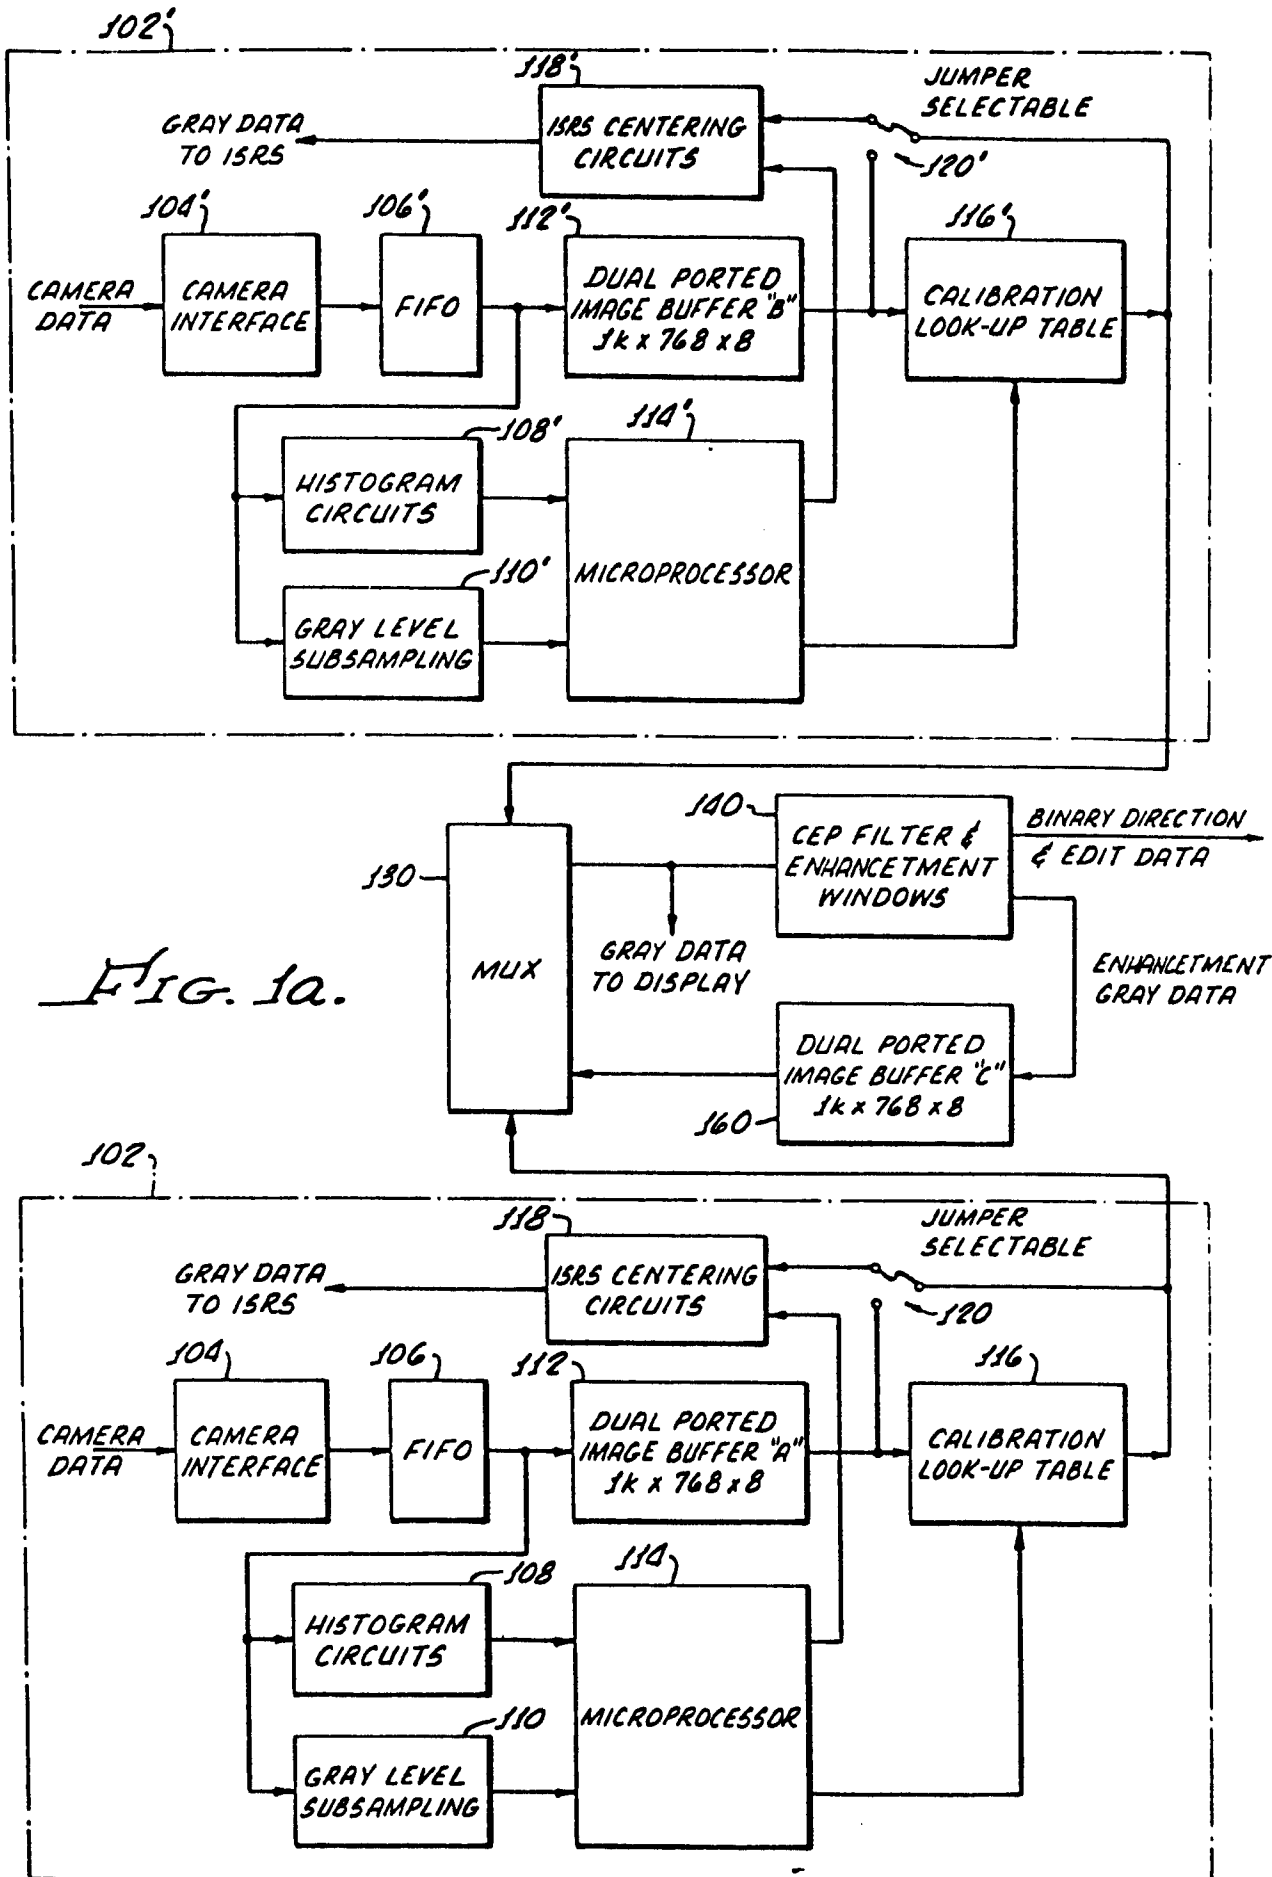 102'
118'
JUMPER
SELECTABLE
GRAY DATA
TO ISRS
ISRS CENTERING
CIRCUITS
120'
104'
106'
112'
116'
CAMERA
DATA
CAMERA
INTERFACE
FIFO
DUAL PORTED
IMAGE BUFFER "B"
1k x 768 x 8
CALIBRATION
LOOK-UP TABLE
108'
114'
HISTOGRAM
CIRCUITS
110'
MICROPROCESSOR
GRAY LEVEL
SUBSAMPLING
140
CEP FILTER &
ENHANCETMENT
WINDOWS
BINARY DIRECTION
& EDIT DATA
130
MUX
GRAY DATA
TO DISPLAY
ENHANCETMENT
GRAY DATA
FIG. 1a.
DUAL PORTED
IMAGE BUFFER "C"
1k x 768 x 8
160
102
118
JUMPER
SELECTABLE
GRAY DATA
TO ISRS
ISRS CENTERING
CIRCUITS
120
104
106
112
116
CAMERA
DATA
CAMERA
INTERFACE
FIFO
DUAL PORTED
IMAGE BUFFER "A"
1k x 768 x 8
CALIBRATION
LOOK-UP TABLE
108
114
HISTOGRAM
CIRCUITS
110
MICROPROCESSOR
GRAY LEVEL
SUBSAMPLING